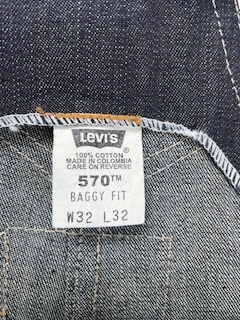 Levi's®
100% COTTON
MADE IN COLOMBIA
CARE ON REVERSE
570™
BAGGY FIT
W32 L32